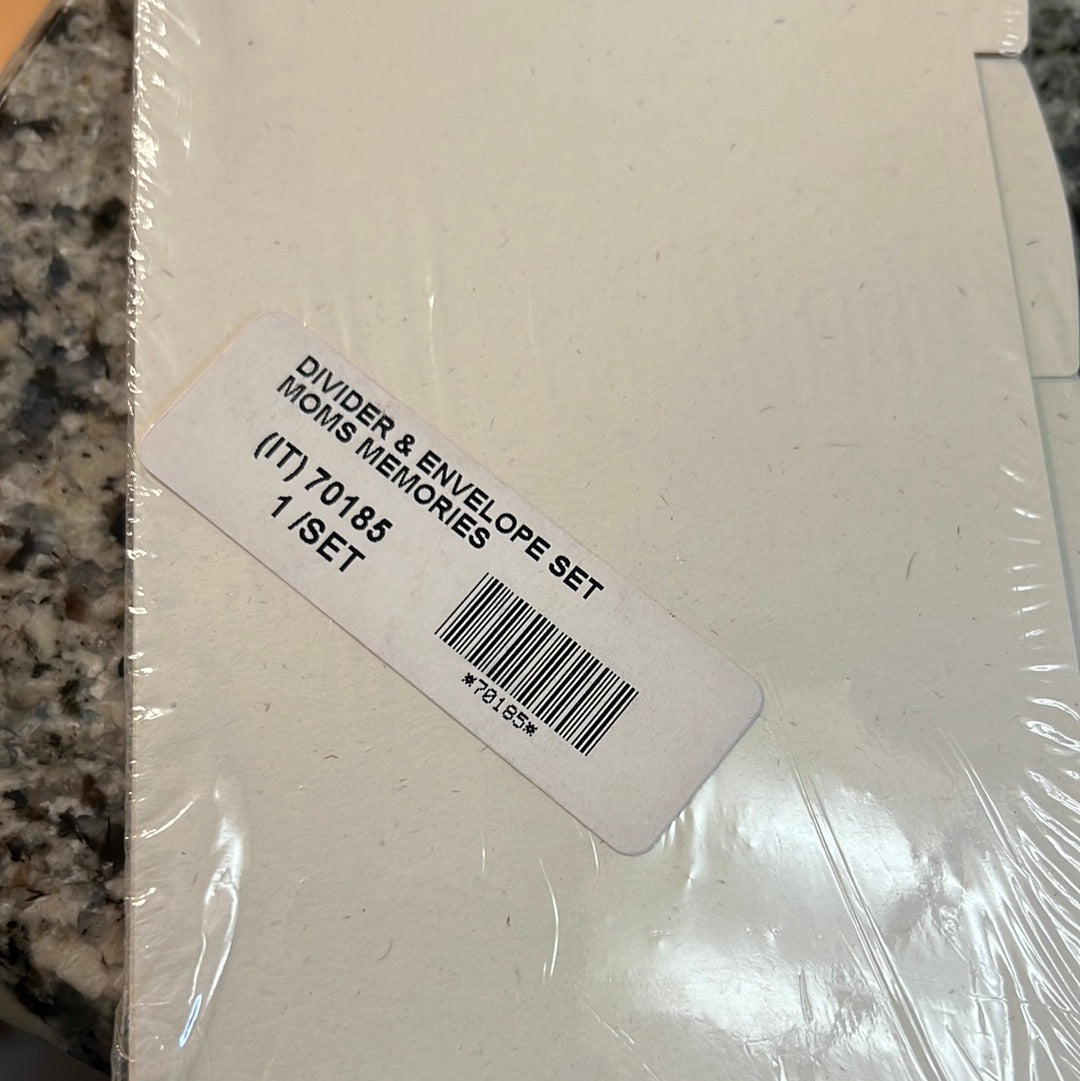 DIVIDER & ENVELOPE SET
MOMS MEMORIES
(IT) 70185
1 /SET
*70185*